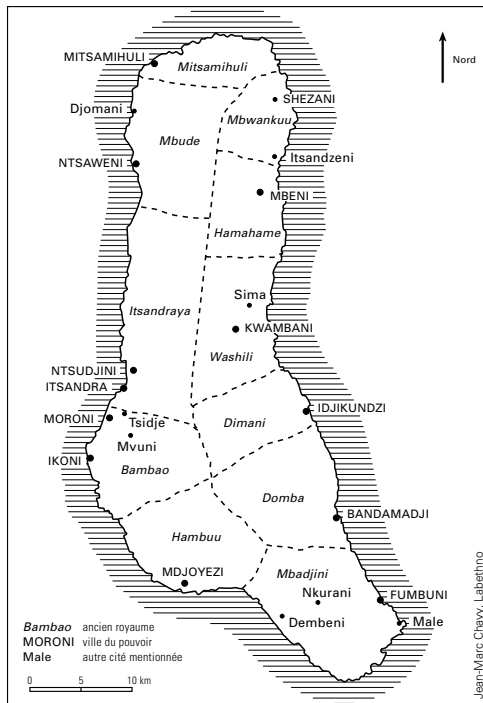 Nord
MITSAMIHULI
Mitsamihuli
Djomani
SHEZANI
Mbwankuu
Mbude
Itsandzeni
NTSAWENI
MBENI
Hamahame
Sima
Itsandraya
KWAMBANI
Washili
NTSUDJINI
ITSANDRA
IDJIKUNDZI
MORONI
Tsidje
Dimani
Mvuni
IKONI
Bambao
Domba
BANDAMADJI
Hambuu
Mbadjini
MDJOYEZI
Nkurani
FUMBUNI
Dembeni
Male
Bambao ancien royaume
MORONI ville du pouvoir
Male autre cité mentionnée
0 5 10 km
Jean-Marc Chavy, Labethno